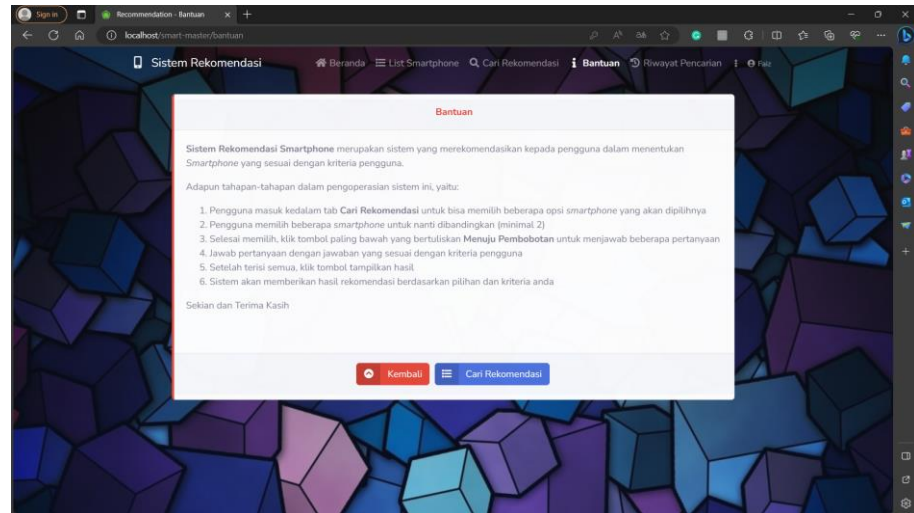 Sign in
Recommendation - Bantuan
localhost/smart-master/bantuan
Sistem Rekomendasi
Beranda List Smartphone Cari Rekomendasi Bantuan Riwayat Pencarian Faiz
Bantuan
Sistem Rekomendasi Smartphone merupakan sistem yang merekomendasikan kepada pengguna dalam menentukan
Smartphone yang sesuai dengan kriteria pengguna.
Adapun tahapan-tahapan dalam pengoperasian sistem ini, yaitu:
1. Pengguna masuk kedalam tab Cari Rekomendasi untuk bisa memilih beberapa opsi smartphone yang akan dipilihnya
2. Pengguna memilih beberapa smartphone untuk nanti dibandingkan (minimal 2)
3. Selesai memilih, klik tombol paling bawah yang bertuliskan Menuju Pembobotan untuk menjawab beberapa pertanyaan
4. Jawab pertanyaan dengan jawaban yang sesuai dengan kriteria pengguna
5. Setelah terisi semua, klik tombol tampilkan hasil
6. Sistem akan memberikan hasil rekomendasi berdasarkan pilihan dan kriteria anda
Sekian dan Terima Kasih
Kembali
Cari Rekomendasi